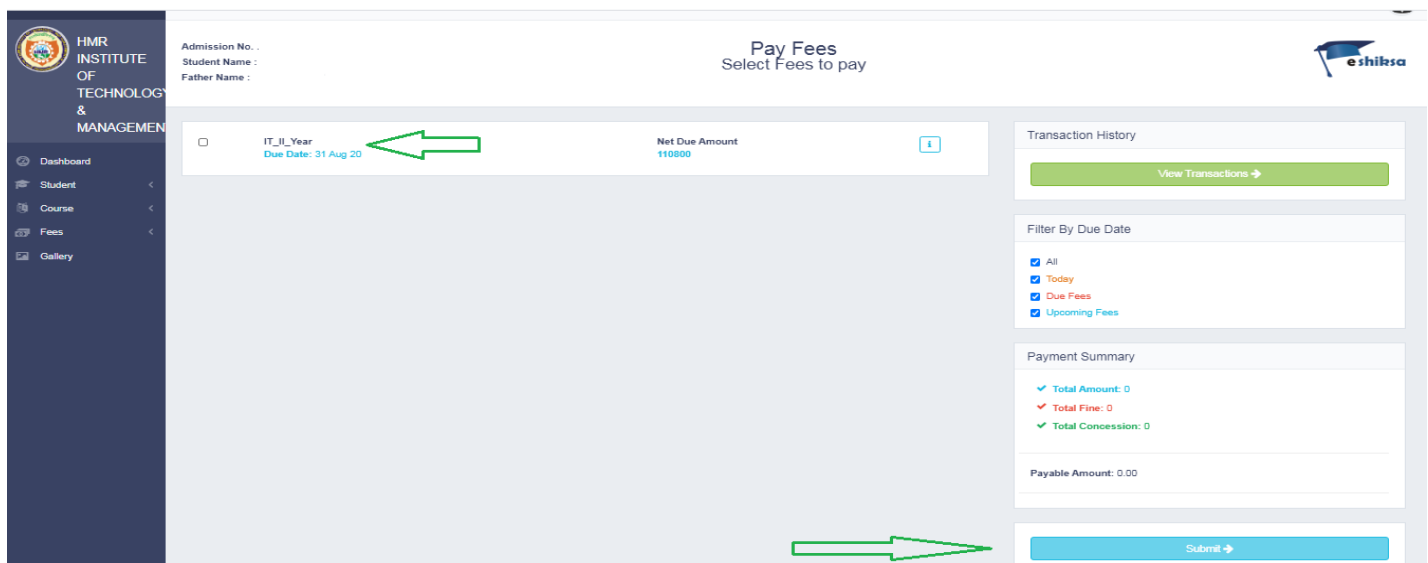 HMR
INSTITUTE
OF
TECHNOLOGY
&
MANAGEMEN
Dashboard
Student
Course
Fees
Gallery
Admission No. .
Student Name :
Father Name :
Pay Fees
Select Fees to pay
e shiksa
IT_II_Year
Due Date: 31 Aug 20
Net Due Amount
110800
i
Transaction History
View Transactions
Filter By Due Date
All
Today
Due Fees
Upcoming Fees
Payment Summary
Total Amount: 0
Total Fine: 0
Total Concession: 0
Payable Amount: 0.00
Submit